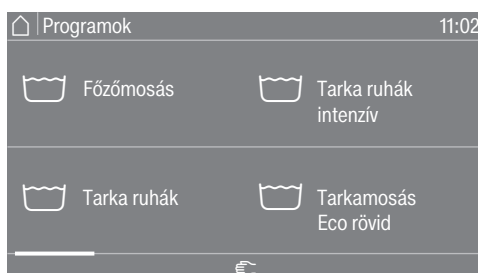 Programok 11:02
Főzőmosás
Tarka ruhák
intenzív
Tarka ruhák
Tarkamosás
Eco rövid